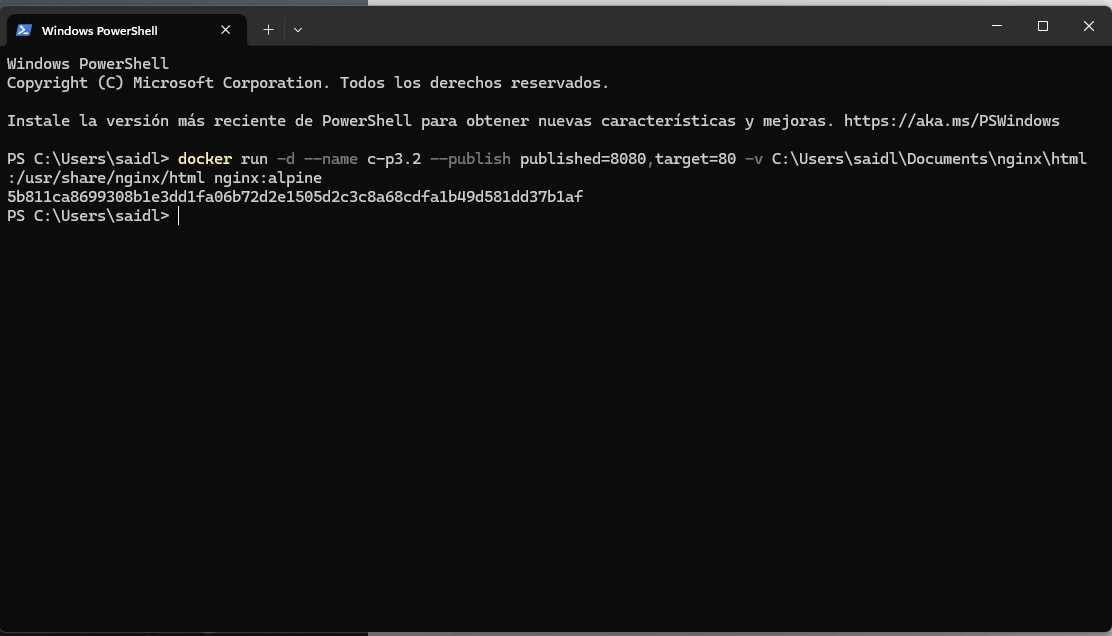 Windows PowerShell
Windows PowerShell
Copyright (C) Microsoft Corporation. Todos los derechos reservados.
Instale la versión más reciente de PowerShell para obtener nuevas características y mejoras. https://aka.ms/PSWindows
PS C:\Users\saidl> docker run -d --name c-p3.2 --publish published=8080,target=80 -v C:\Users\saidl\Documents\nginx\html
:/usr/share/nginx/html nginx:alpine
5b811ca8699308b1e3dd1fa06b72d2e1505d2c3c8a68cdfa1b49d581dd37b1af
PS C:\Users\saidl>